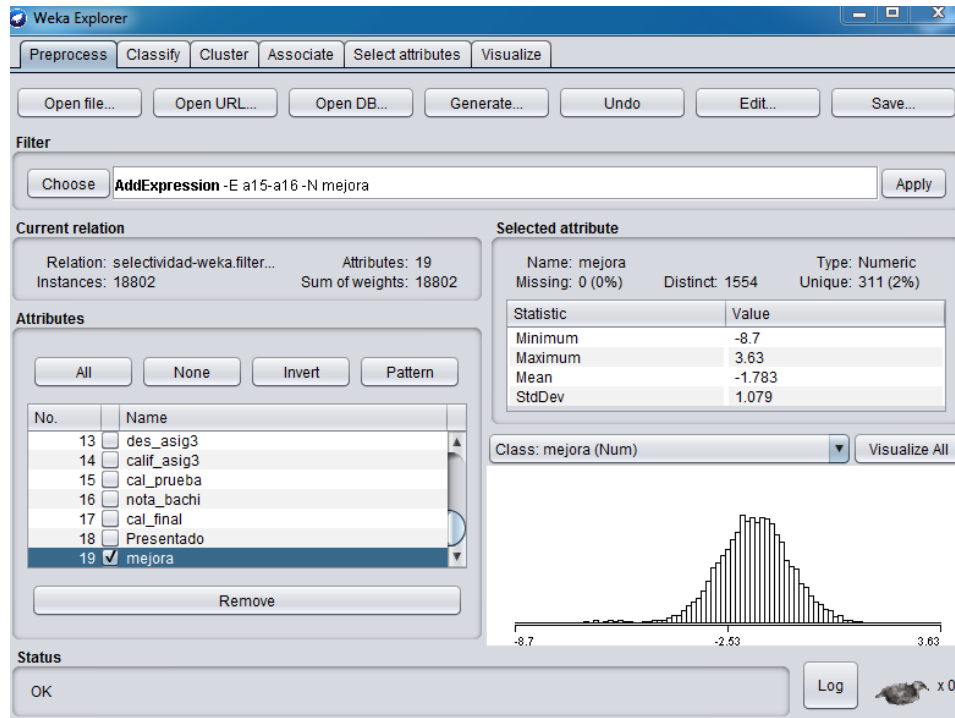 Weka Explorer
Preprocess Classify Cluster Associate Select attributes Visualize
Open file... Open URL... Open DB... Generate... Undo Edit... Save...
Filter
Choose AddExpression -E a15-a16 -N mejora Apply
Current relation
Relation: selectividad-weka.filter... Attributes: 19
Instances: 18802 Sum of weights: 18802
Attributes
All None Invert Pattern
No. Name
13 des_asig3
14 calif_asig3
15 cal_prueba
16 nota_bachi
17 cal_final
18 Presentado
19 mejora
Remove
Selected attribute
Name: mejora Type: Numeric
Missing: 0 (0%) Distinct: 1554 Unique: 311 (2%)
Statistic Value
Minimum -8.7
Maximum 3.63
Mean -1.783
StdDev 1.079
Class: mejora (Num) Visualize All
-8.7 -2.53 3.63
Status
OK Log x 0